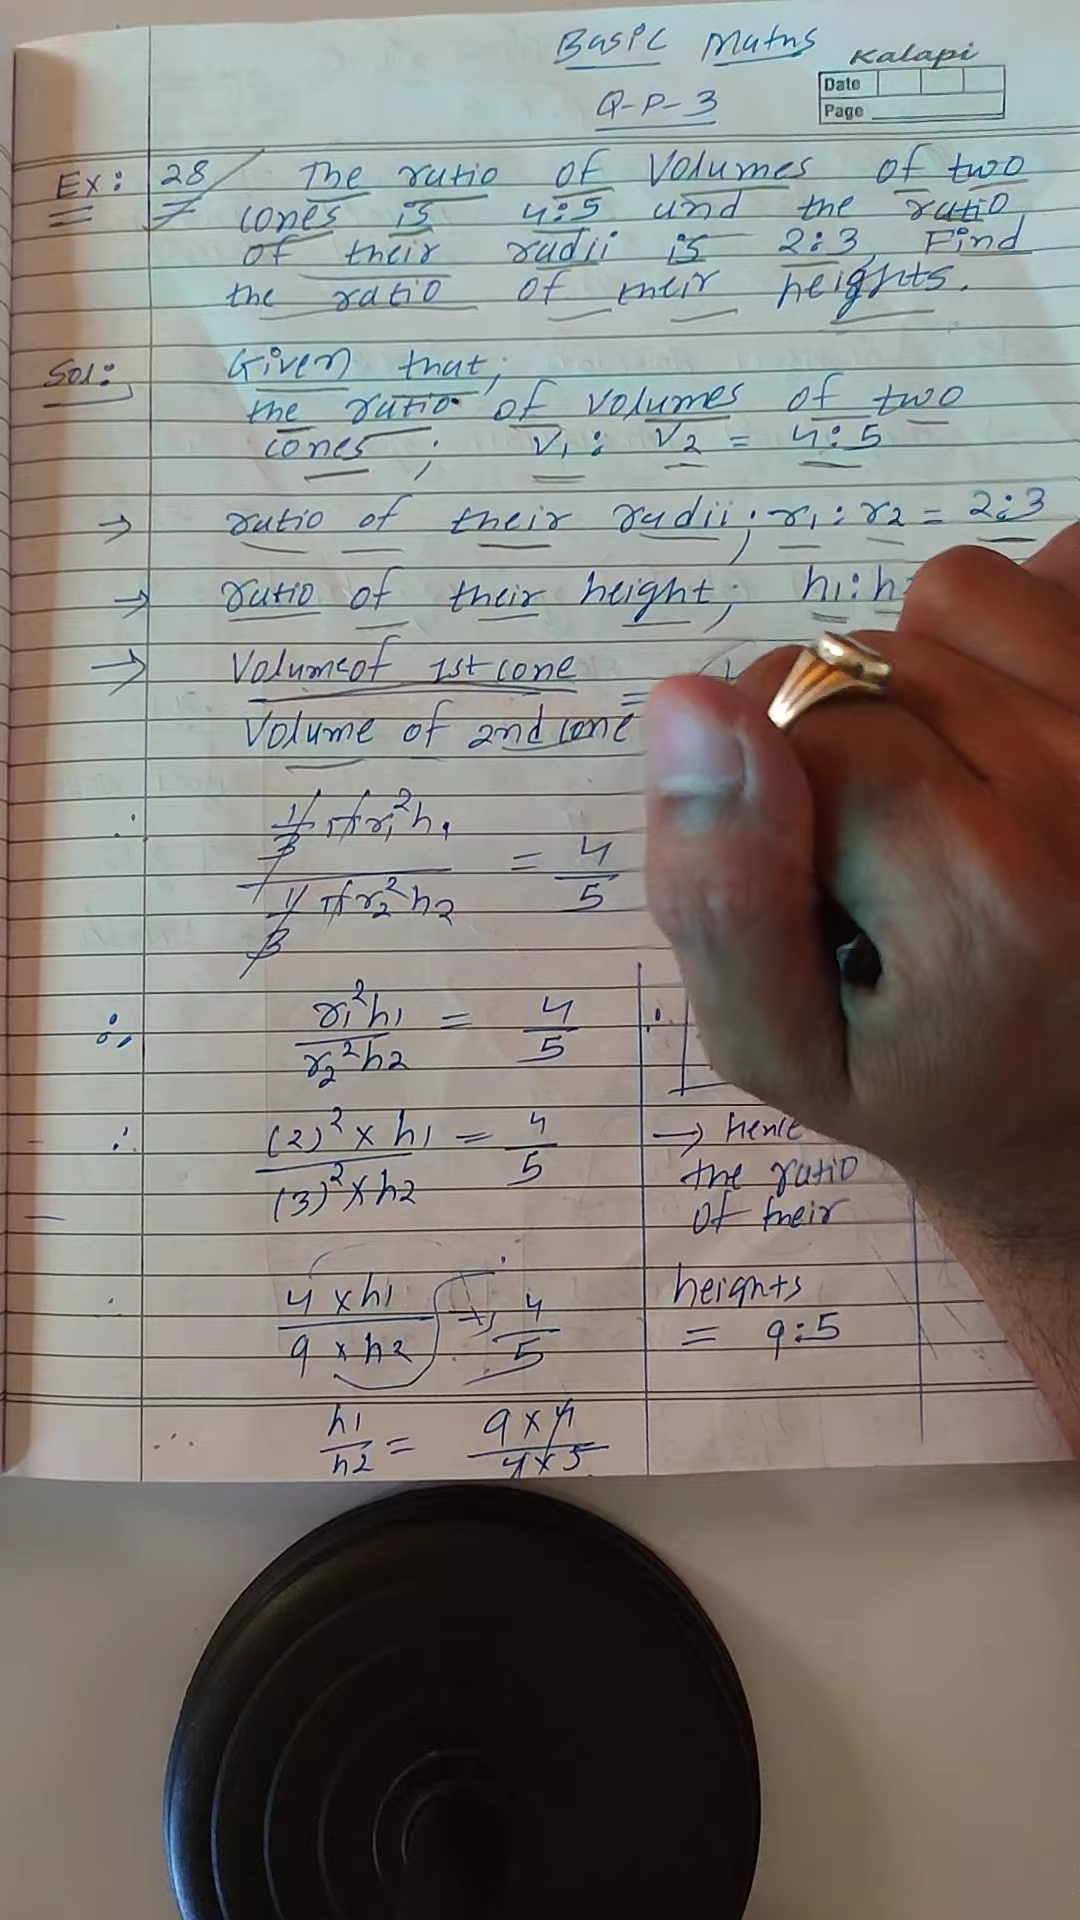 Basic Maths
Kalapi
Q-P-3
Date
Page
Ex: 28 The ratio of Volumes of two
cones is 4:5 and the ratio
of their radii is 2:3. Find
the ratio of their heights.
Sol: Given that;
the ratio of volumes of two
cones; V1: V2 = 4:5
→ ratio of their radii; r1: r2 = 2:3
→ ratio of their height; h1:h
→ Volume of 1st cone
=
Volume of 2nd cone
∴ 1/3 π r1²h1
= 4/5
1/3 π r2²h2
∴ r1²h1 / r2²h2 = 4/5
∴ (2)² x h1 / (3)² x h2 = 4/5
∴ 4 x h1 / 9 x h2 = 4/5
∴ h1/h2 = 9 x 4 / 4 x 5
∴
→ hence
the ratio
of their
heights
= 9:5